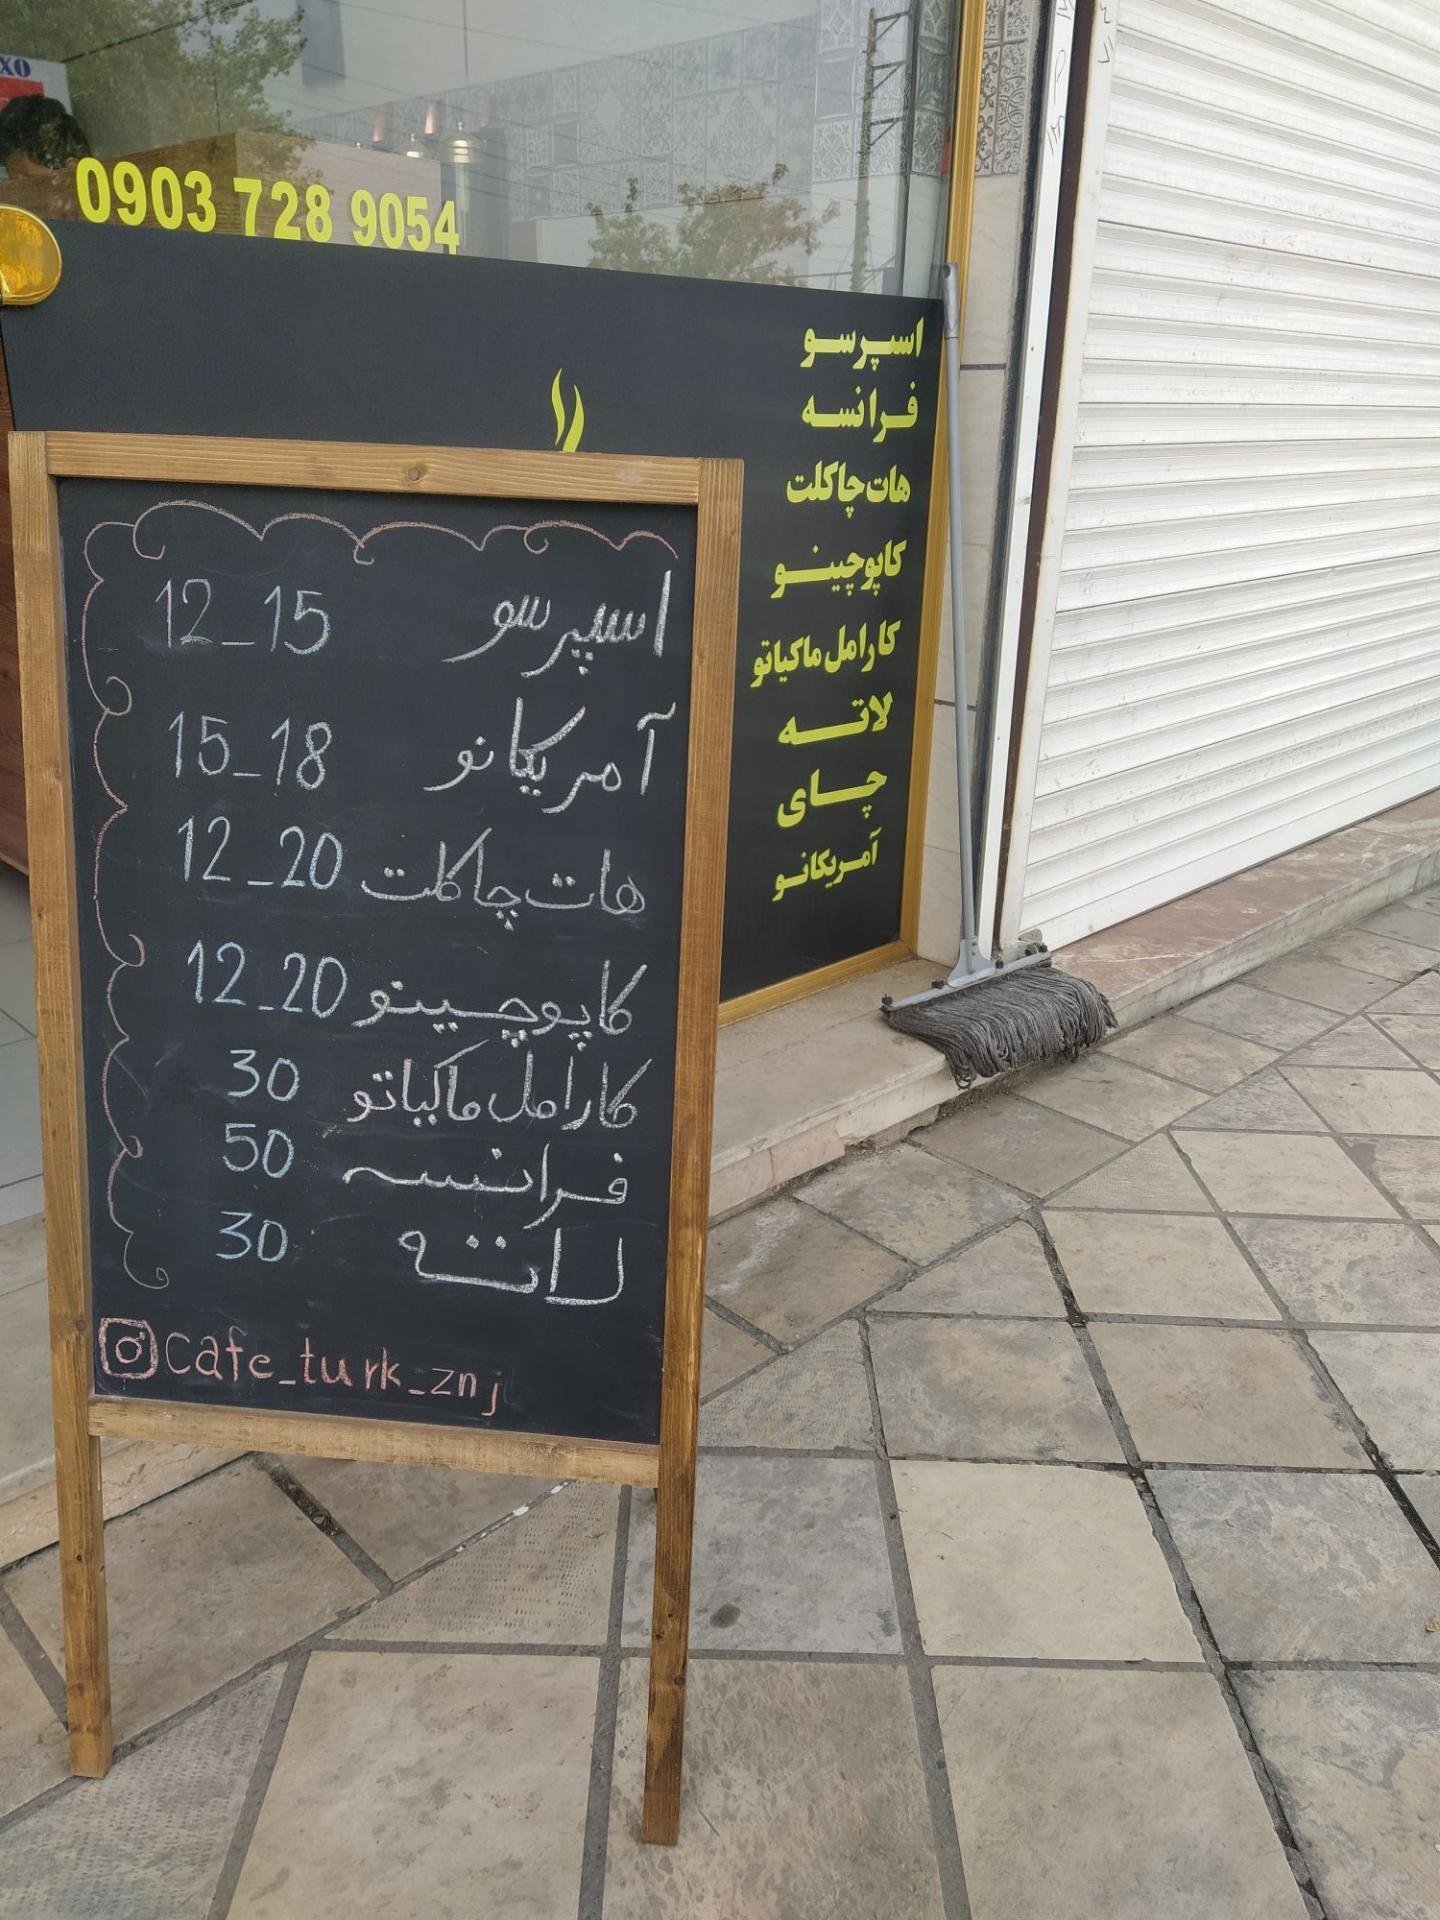 XO
0903 728 9054
اسپرسو
فرانسه
هات چاکلت
کاپوچینو
کارامل ماکیاتو
لاته
چای
آمریکانو
اسپرسو 12_15
آمریکانو 15_18
هات چاکلت 12_20
کاپوچینو 12_20
کارامل ماکیاتو 30
فرانسه 50
لاته 30
cafe_turk_znj